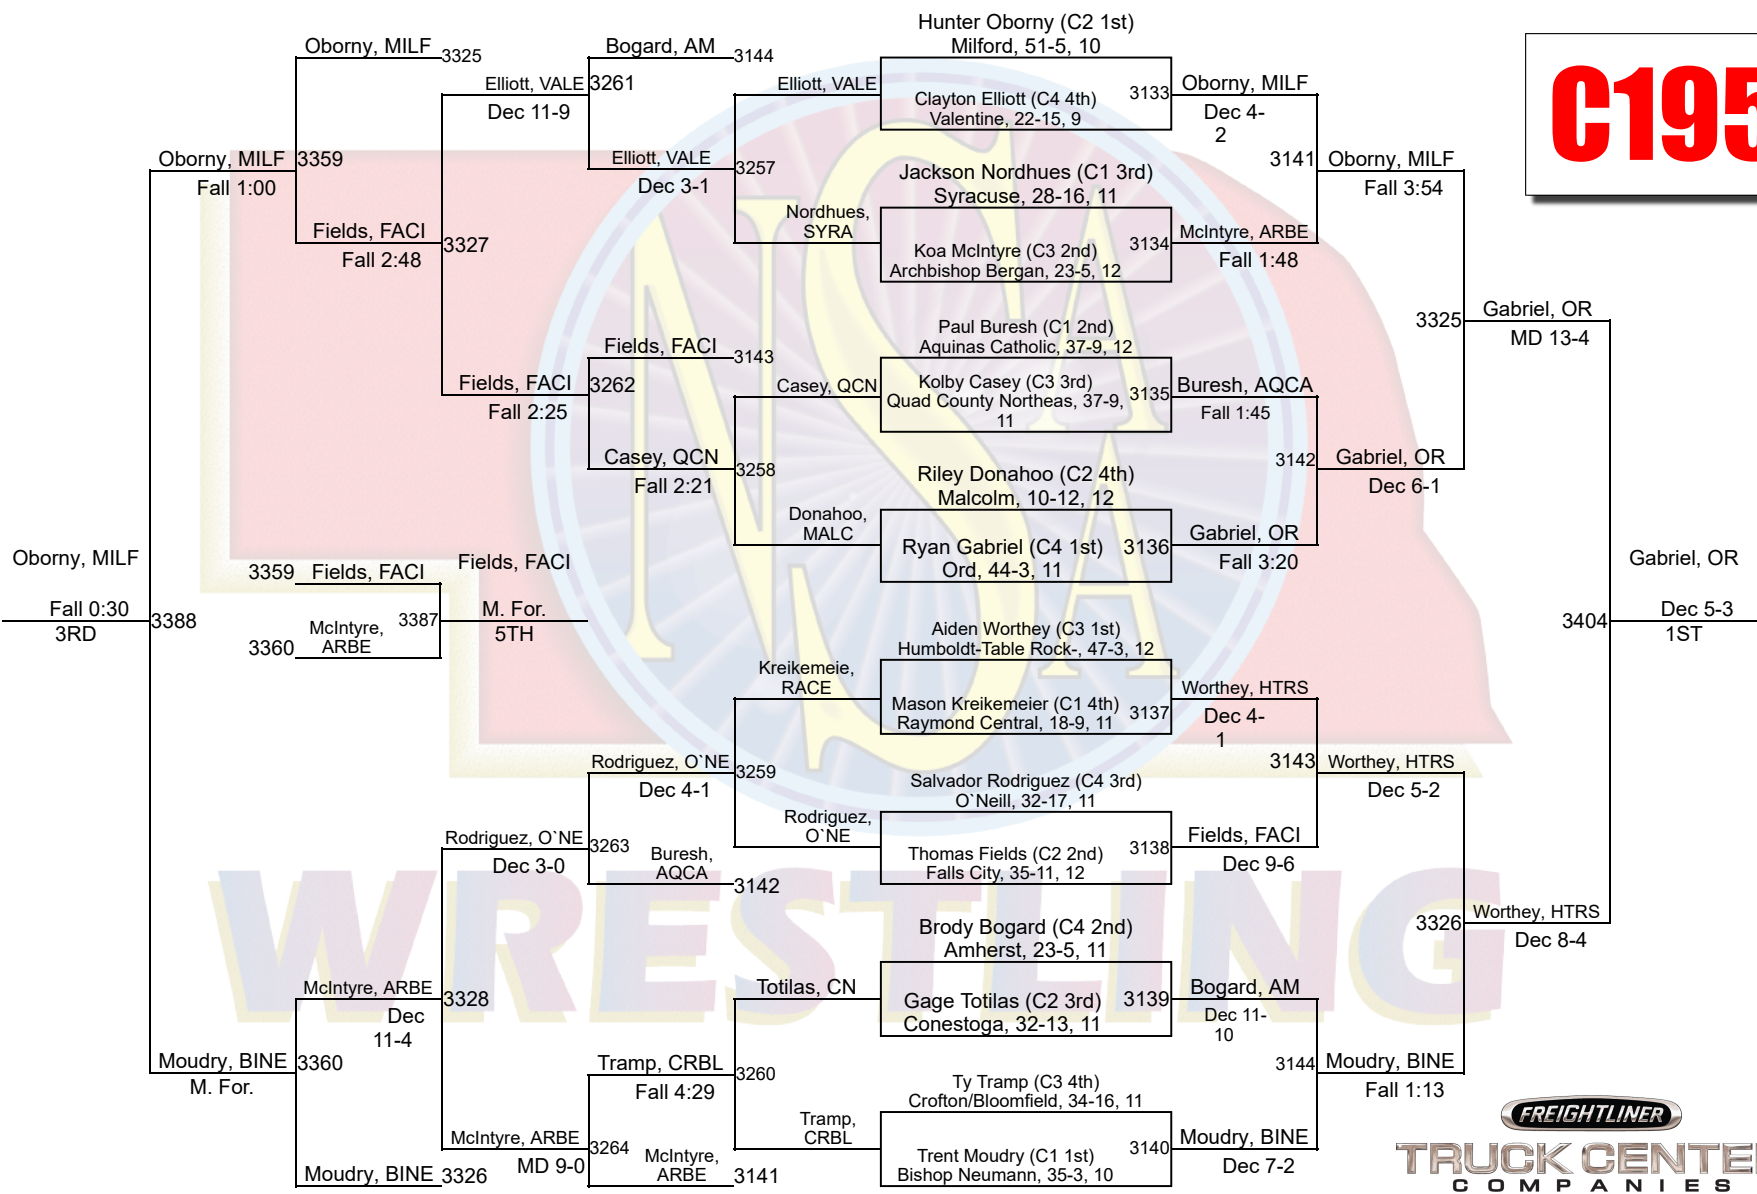 Hunter Oborny (C2 1st)
Milford, 51-5, 10
Oborny, MILF
3325
Bogard, AM
3144
Elliott, VALE
3261
Dec 11-9
Elliott, VALE
Clayton Elliott (C4 4th)
Valentine, 22-15, 9
3133
Oborny, MILF
Dec 4-
2
C195
Oborny, MILF
3359
Fall 1:00
Elliott, VALE
3257
Dec 3-1
Jackson Nordhues (C1 3rd)
Syracuse, 28-16, 11
3141
Oborny, MILF
Fall 3:54
Fields, FACI
3327
Fall 2:48
Nordhues,
SYRA
Koa McIntyre (C3 2nd)
Archbishop Bergan, 23-5, 12
3134
McIntyre, ARBE
Fall 1:48
Paul Buresh (C1 2nd)
Aquinas Catholic, 37-9, 12
3325
Gabriel, OR
MD 13-4
Fields, FACI
3143
Fields, FACI
3262
Fall 2:25
Casey, QCN
Kolby Casey (C3 3rd)
Quad County Northeas, 37-9,
11
3135
Buresh, AQCA
Fall 1:45
Casey, QCN
3258
Fall 2:21
Riley Donahoo (C2 4th)
Malcolm, 10-12, 12
3142
Gabriel, OR
Dec 6-1
Donahoo,
MALC
Ryan Gabriel (C4 1st)
Ord, 44-3, 11
3136
Gabriel, OR
Fall 3:20
Oborny, MILF
Fall 0:30
3RD
3388
3359
Fields, FACI
3360
McIntyre,
ARBE
3387
Fields, FACI
M. For.
5TH
Gabriel, OR
3404
Dec 5-3
1ST
NSAA
Aiden Worthey (C3 1st)
Humboldt-Table Rock-, 47-3, 12
Kreikemeie,
RACE
Mason Kreikemeier (C1 4th)
Raymond Central, 18-9, 11
3137
Worthey, HTRS
Dec 4-
1
Rodriguez, O`NE
3259
Dec 4-1
Salvador Rodriguez (C4 3rd)
O`Neill, 32-17, 11
3143
Worthey, HTRS
Dec 5-2
Rodriguez, O`NE
3263
Dec 3-0
Rodriguez,
O`NE
Thomas Fields (C2 2nd)
Falls City, 35-11, 12
3138
Fields, FACI
Dec 9-6
Buresh,
AQCA
3142
WRESTLING
Brody Bogard (C4 2nd)
Amherst, 23-5, 11
3326
Worthey, HTRS
Dec 8-4
McIntyre, ARBE
3328
Dec
11-4
Totilas, CN
Gage Totilas (C2 3rd)
Conestoga, 32-13, 11
3139
Bogard, AM
Dec 11-
10
Moudry, BINE
3360
M. For.
Tramp, CRBL
3260
Fall 4:29
Ty Tramp (C3 4th)
Crofton/Bloomfield, 34-16, 11
3144
Moudry, BINE
Fall 1:13
McIntyre, ARBE
3264
MD 9-0
Tramp,
CRBL
Trent Moudry (C1 1st)
Bishop Neumann, 35-3, 10
3140
Moudry, BINE
Dec 7-2
Moudry, BINE
3326
McIntyre,
ARBE
3141
FREIGHTLINER
TRUCK CENTE
COMPANIES